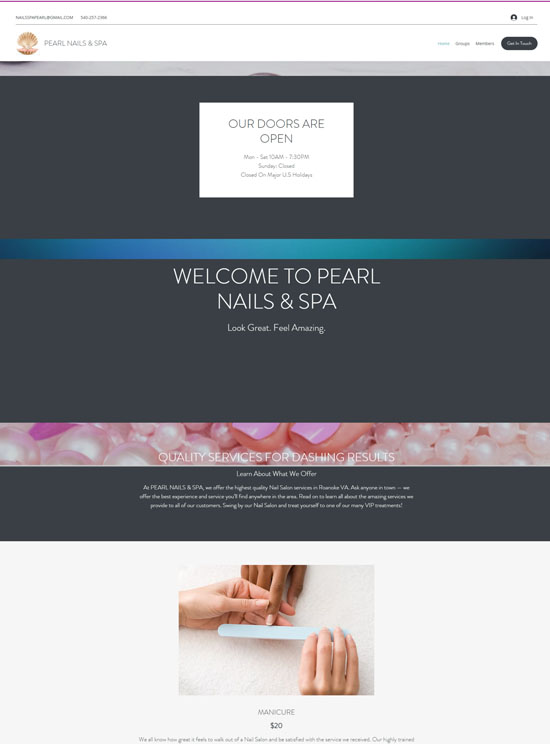 NAILSSPAPEARL@GMAIL.COM 540-257-2366
Log In
PEARL NAILS & SPA
Home Groups Members Get In Touch
OUR DOORS ARE
OPEN
Mon - Sat 10AM - 7:30PM
Sunday: Closed
Closed On Major U.S Holidays
WELCOME TO PEARL
NAILS & SPA
Look Great. Feel Amazing.
QUALITY SERVICES FOR DASHING RESULTS
Learn About What We Offer
At PEARL NAILS & SPA, we offer the highest quality Nail Salon services in Roanoke VA. Ask anyone in town — we
offer the best experience and service you’ll find anywhere in the area. Read on to learn all about the amazing services we
provide to all of our customers. Swing by our Nail Salon and treat yourself to one of our many VIP treatments!
MANICURE
$20
We all know how great it feels to walk out of a Nail Salon and be satisfied with the service we received. Our highly trained